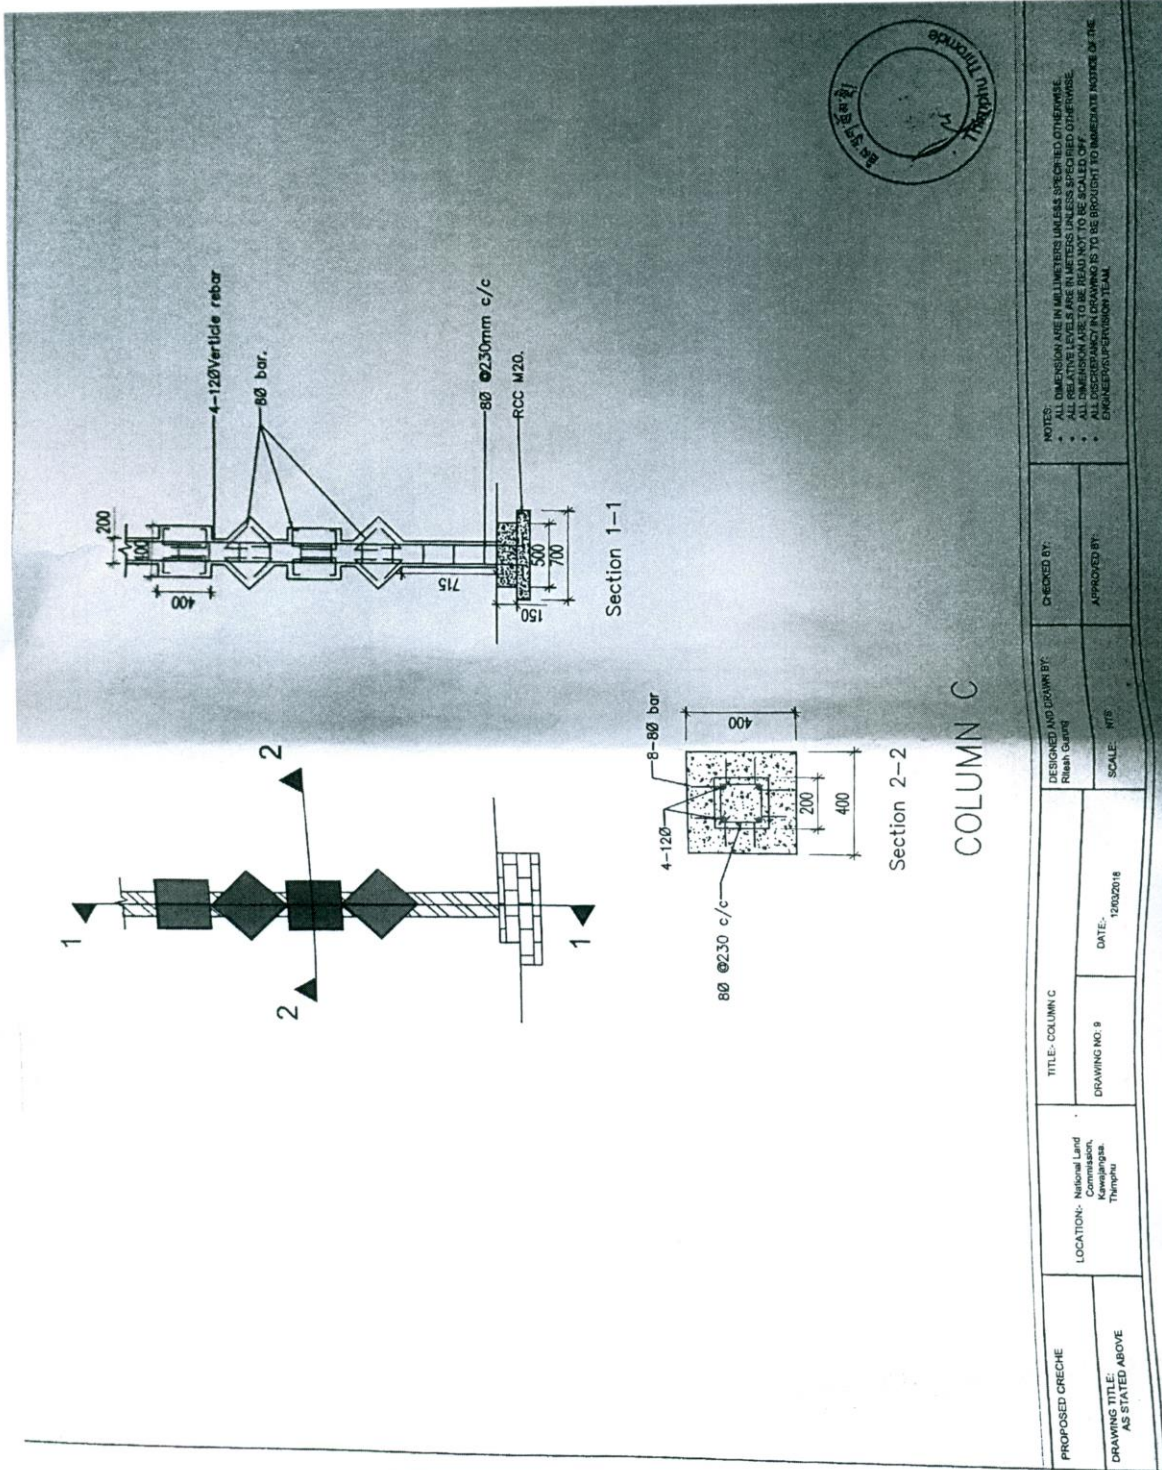 1
1
2
2
200
400
715
150
500
700
4-12ØVerticle rebar
8Ø bar.
8Ø @230mm c/c
RCC M20.
Section 1-1
4-12Ø
8-8Ø bar
8Ø @230 c/c
400
200
400
Section 2-2
COLUMN C
Thimphu Thromde
PROPOSED CRECHE
DRAWING TITLE:
AS STATED ABOVE
LOCATION:- National Land
Commission,
Kawajangsa.
Thimphu
TITLE:- COLUMN C
DRAWING NO: 9
DATE:-
DESIGNED AND DRAWN BY:
Ritesh Gurung
SCALE: NTS
CHECKED BY:
APPROVED BY:
NOTES:
• ALL DIMENSION ARE IN MILLIMETERS UNLESS SPECIFIED OTHERWISE.
• ALL RELATIVE LEVELS ARE IN METERS UNLESS SPECIFIED OTHERWISE.
• ALL DIMENSION ARE TO BE READ NOT TO BE SCALED OFF.
• ALL DISCREPANCY IN DRAWING IS TO BE BROUGHT TO IMMEDIATE NOTICE OF THE
ENGINEER/SUPERVISION TEAM.